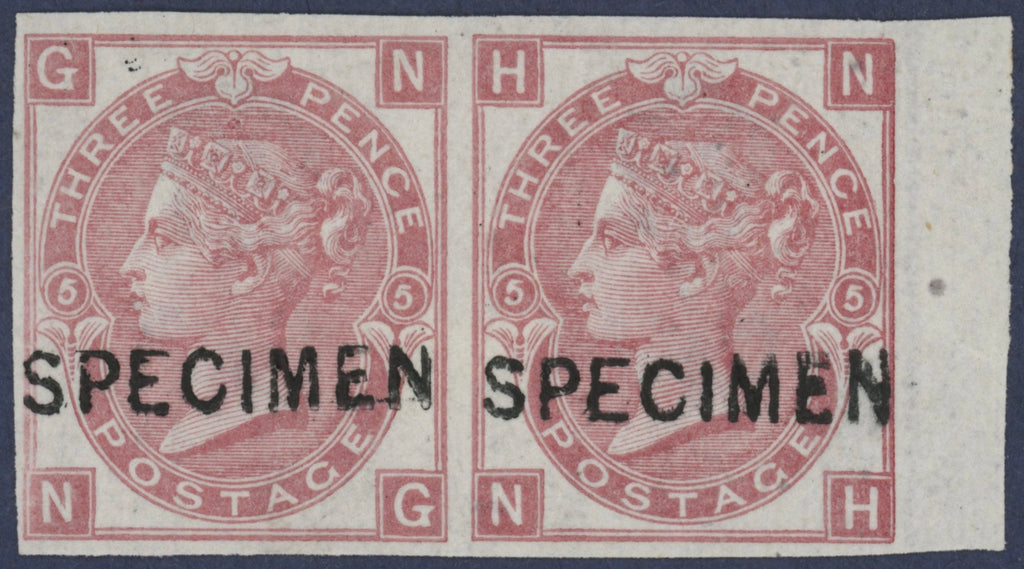 G N
THREE PENCE
5 5
SPECIMEN
POSTAGE
N G
H N
THREE PENCE
5 5
SPECIMEN
POSTAGE
N H